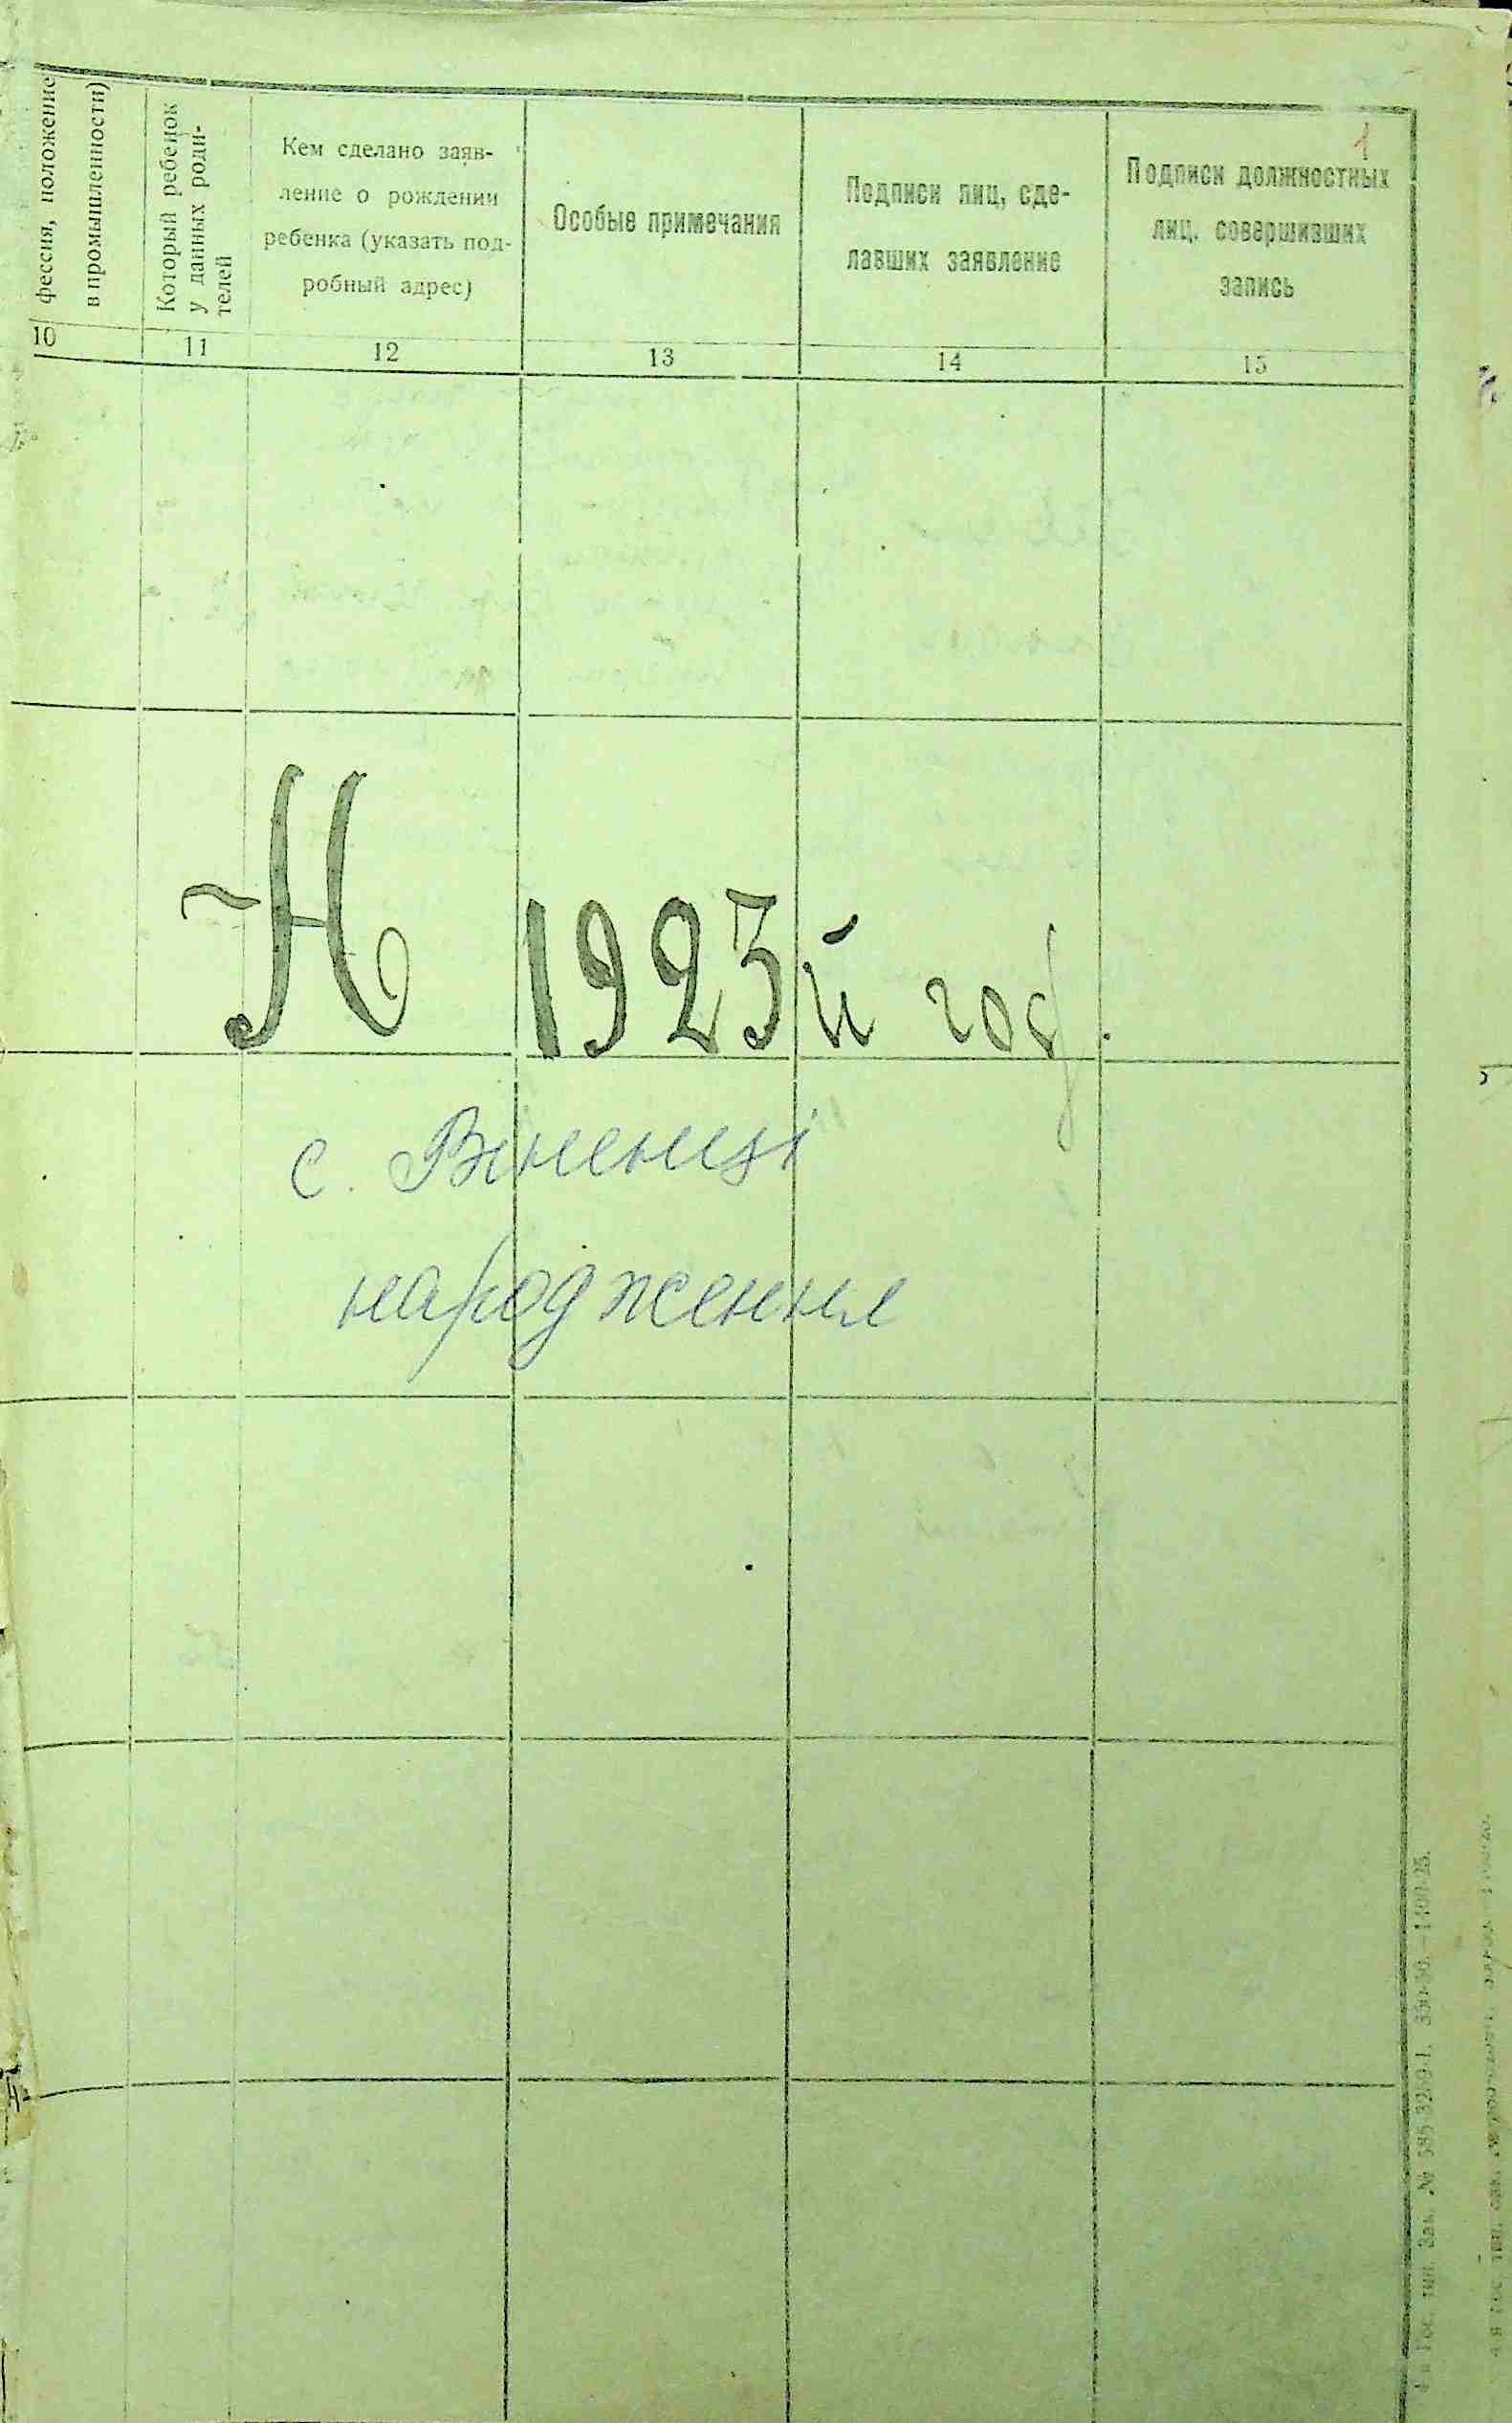 1
фессия, положение
в промышленности)
Который ребенок
у данных роди-
телей
Кем сделано заяв-
ление о рождении
ребенка (указать под-
робный адрес)
Особые примечания
Подписи лиц, сде-
лавших заявление
Подписи должностных
лиц, совершивших
запись
10 11 12 13 14 15
Н 1923й год.
с.
народження